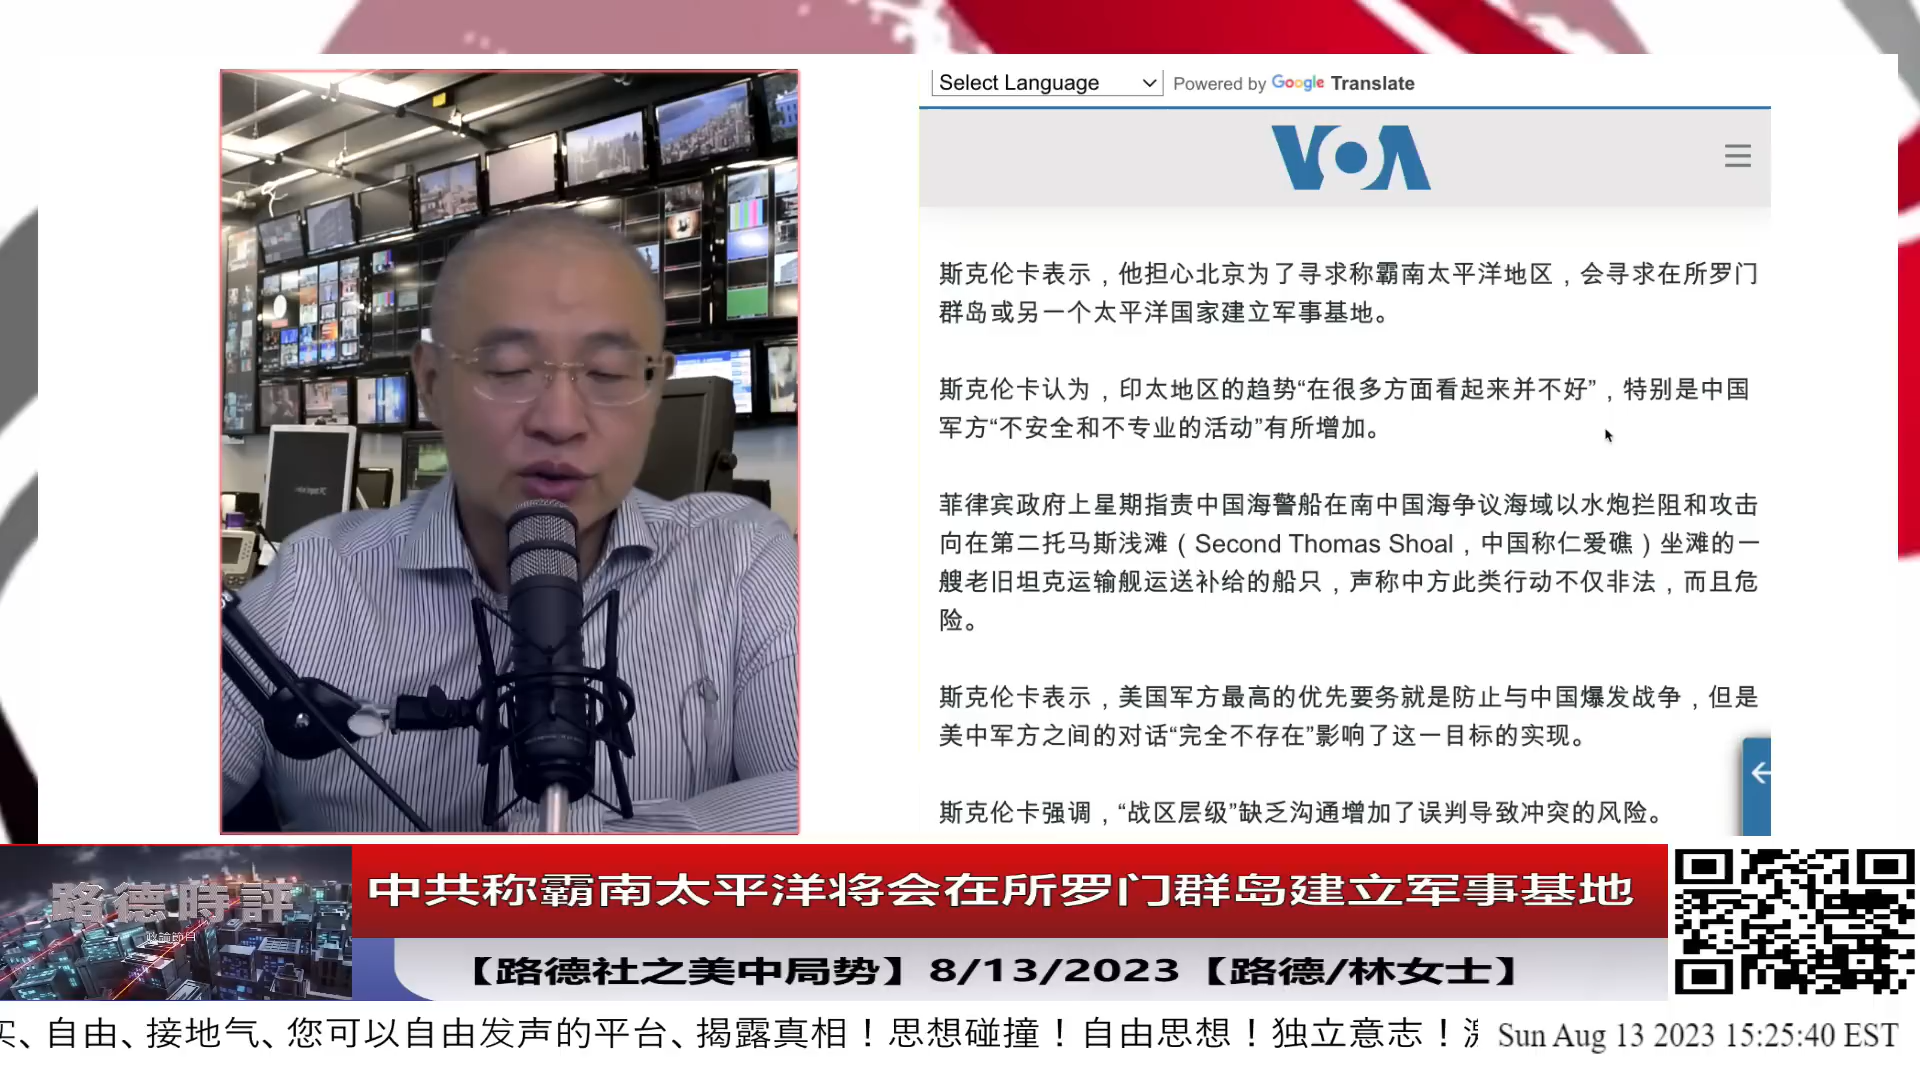 Select Language
Powered by Google Translate
VOA
斯克伦卡表示，他担心北京为了寻求称霸南太平洋地区，会寻求在所罗门
群岛或另一个太平洋国家建立军事基地。
斯克伦卡认为，印太地区的趋势“在很多方面看起来并不好”，特别是中国
军方“不安全和不专业的活动”有所增加。
菲律宾政府上星期指责中国海警船在南中国海争议海域以水炮拦阻和攻击
向在第二托马斯浅滩（Second Thomas Shoal，中国称仁爱礁）坐滩的一
艘老旧坦克运输舰运送补给的船只，声称中方此类行动不仅非法，而且危
险。
斯克伦卡表示，美国军方最高的优先要务就是防止与中国爆发战争，但是
美中军方之间的对话“完全不存在”影响了这一目标的实现。
斯克伦卡强调，“战区层级”缺乏沟通增加了误判导致冲突的风险。
路德時評
政論節目
中共称霸南太平洋将会在所罗门群岛建立军事基地
【路德社之美中局势】8/13/2023【路德/林女士】
实、自由、接地气、您可以自由发声的平台、揭露真相！思想碰撞！自由思想！独立意志！
Sun Aug 13 2023 15:25:40 EST